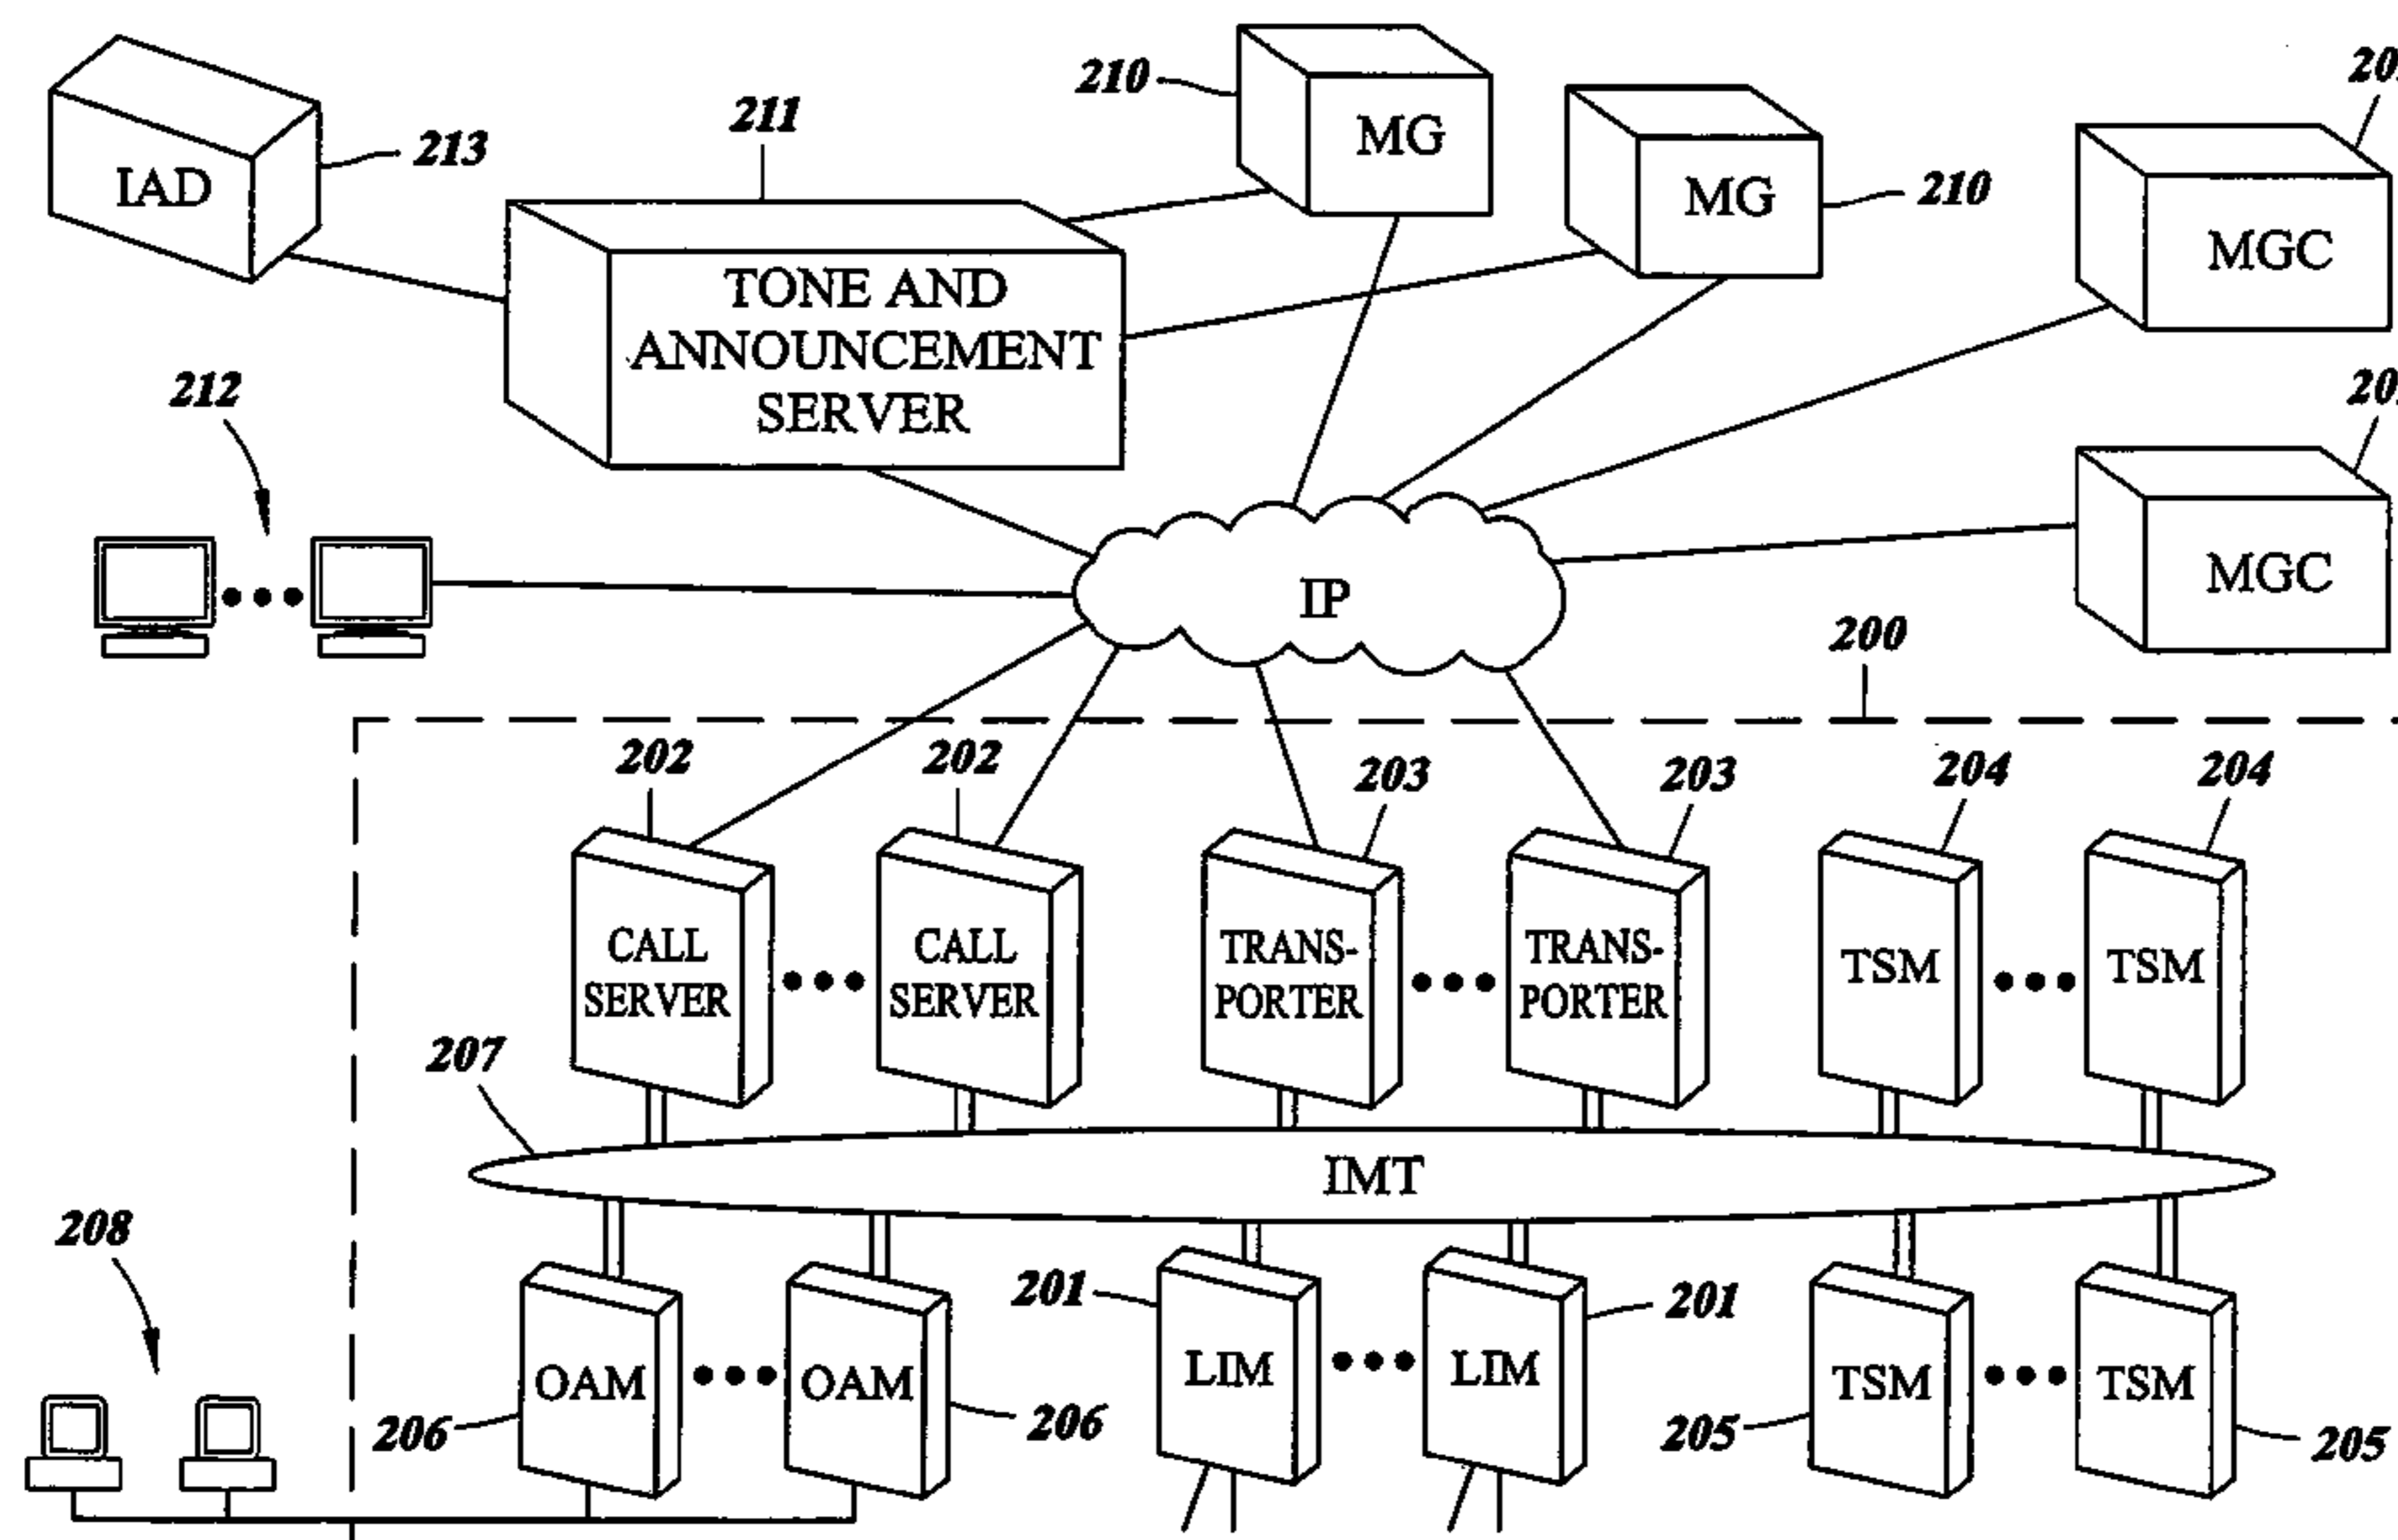 210
MG
210
MG
MGC
MGC
211
TONE AND
ANNOUNCEMENT
SERVER
IAD
213
212
IP
200
202
202
203
203
204
204
CALL
SERVER
CALL
SERVER
TRANS-
PORTER
TRANS-
PORTER
TSM
TSM
207
IMT
208
OAM
OAM
206
206
201
LIM
LIM
201
TSM
TSM
205
205